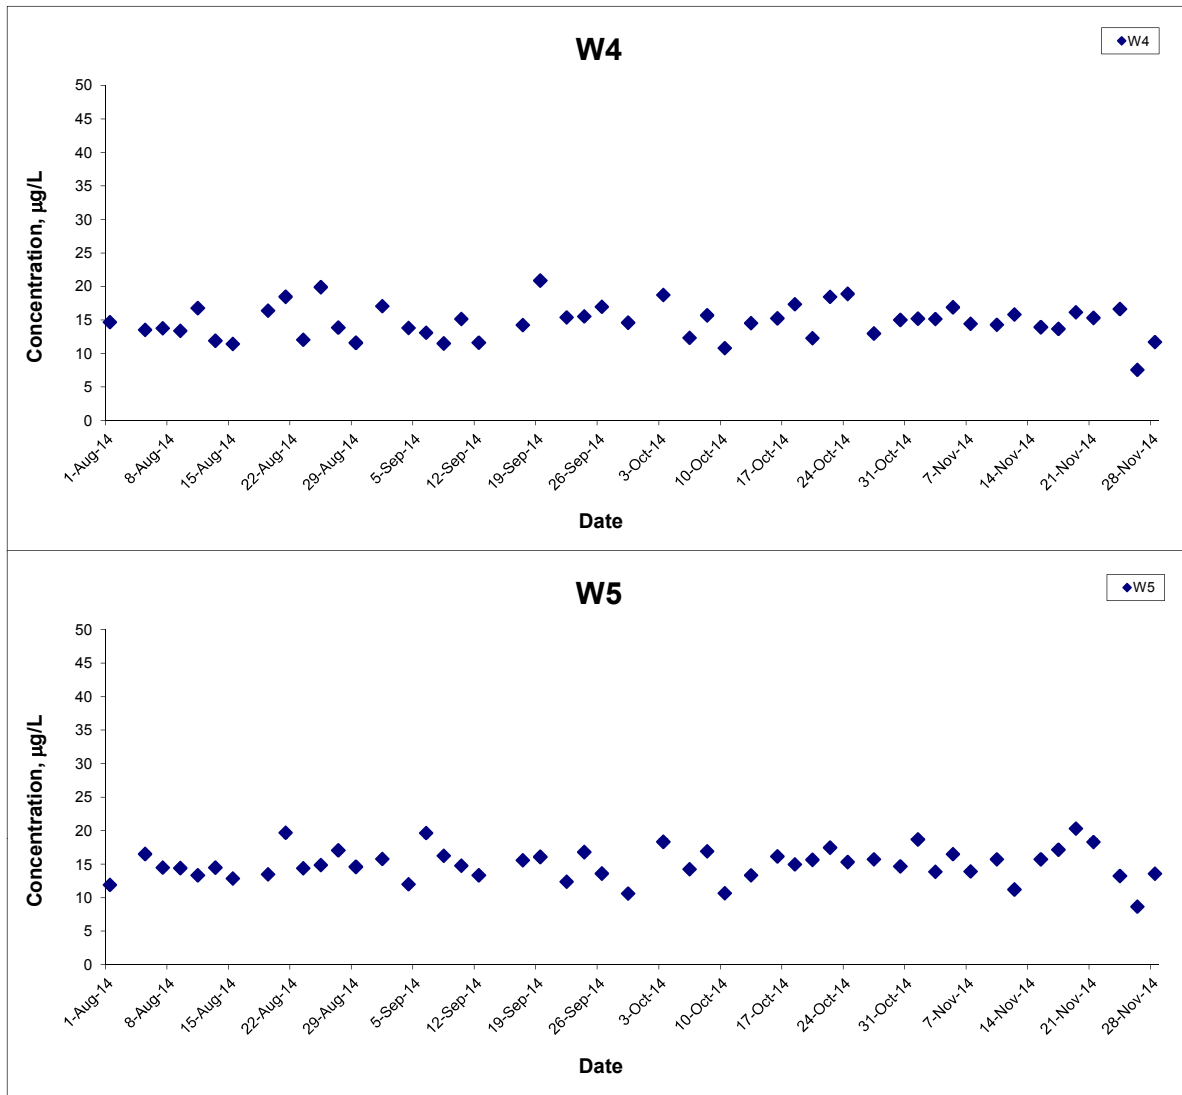 W4
W4
50
45
40
35
30
25
20
15
10
5
0
Concentration, µg/L
1-Aug-14
8-Aug-14
15-Aug-14
22-Aug-14
29-Aug-14
5-Sep-14
12-Sep-14
19-Sep-14
26-Sep-14
3-Oct-14
10-Oct-14
17-Oct-14
24-Oct-14
31-Oct-14
7-Nov-14
14-Nov-14
21-Nov-14
28-Nov-14
Date
W5
W5
50
45
40
35
30
25
20
15
10
5
0
Concentration, µg/L
1-Aug-14
8-Aug-14
15-Aug-14
22-Aug-14
29-Aug-14
5-Sep-14
12-Sep-14
19-Sep-14
26-Sep-14
3-Oct-14
10-Oct-14
17-Oct-14
24-Oct-14
31-Oct-14
7-Nov-14
14-Nov-14
21-Nov-14
28-Nov-14
Date